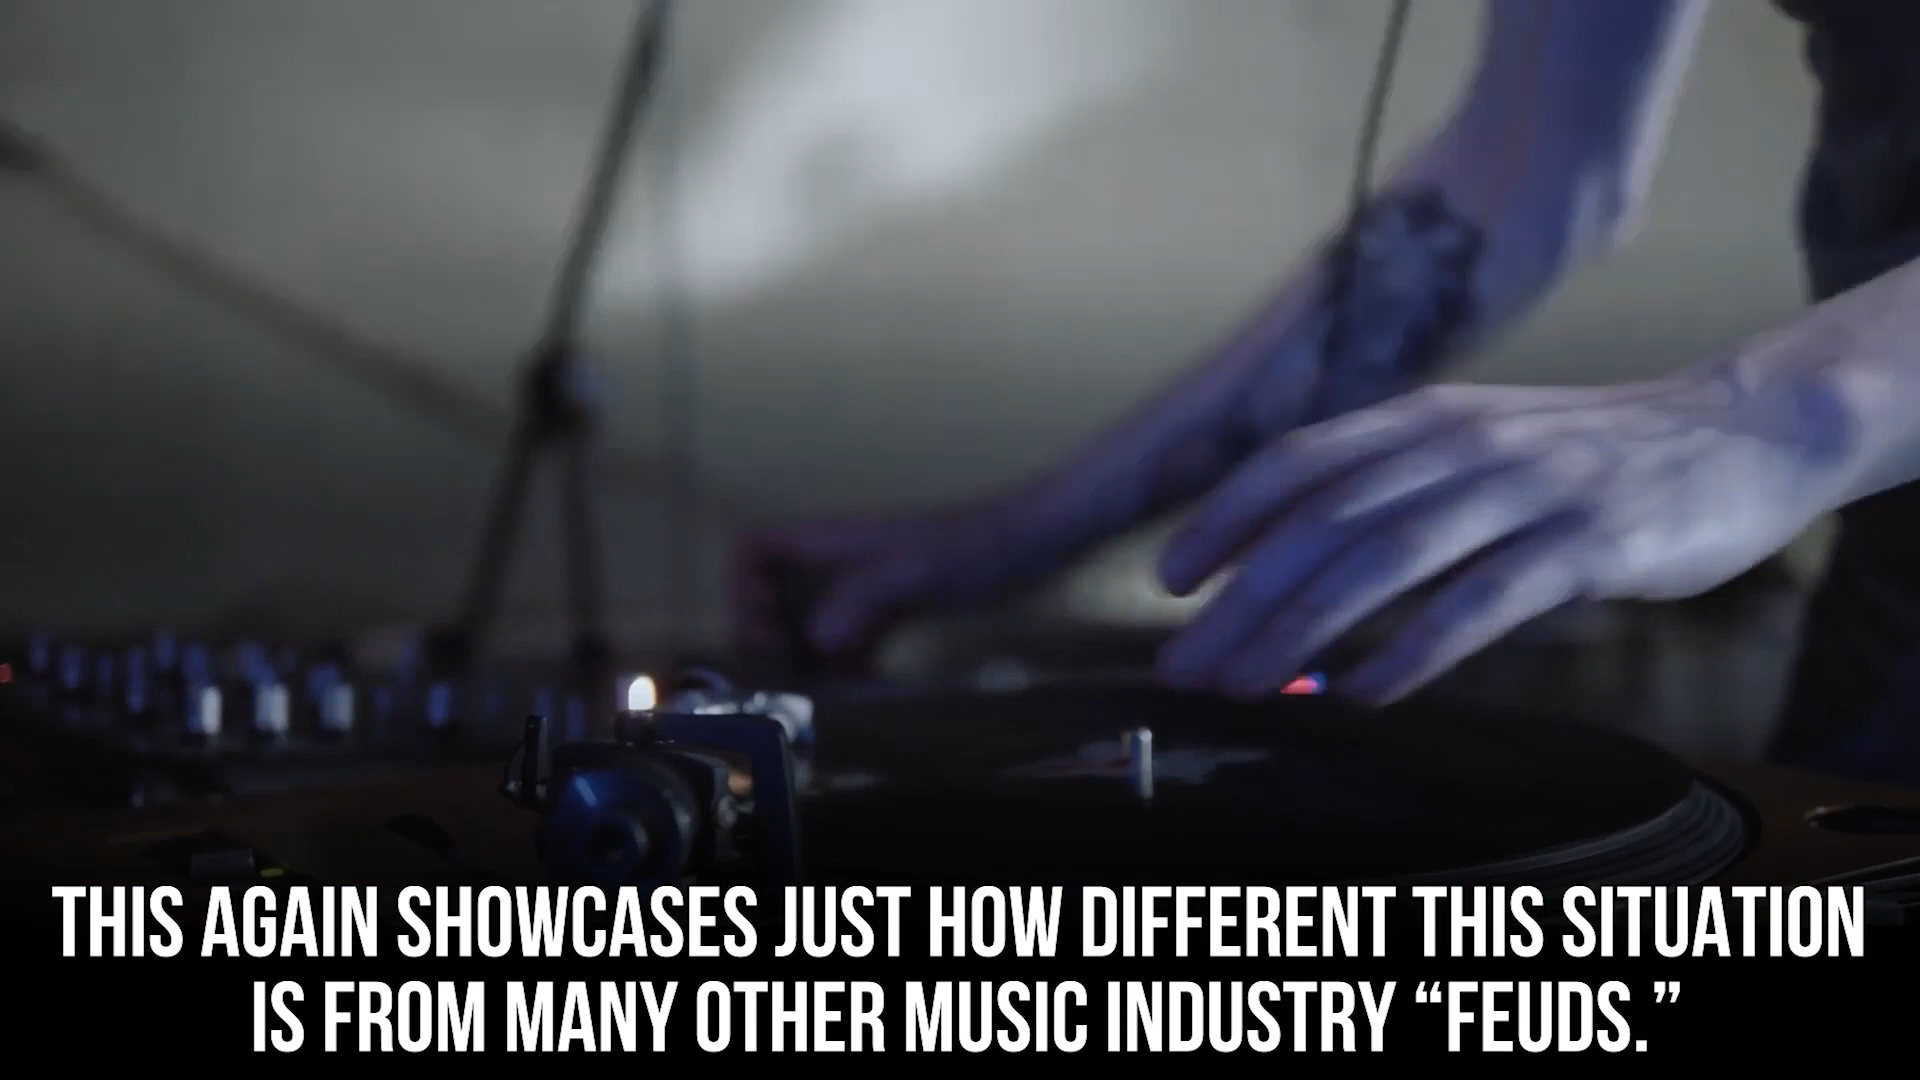 THIS AGAIN SHOWCASES JUST HOW DIFFERENT THIS SITUATION
IS FROM MANY OTHER MUSIC INDUSTRY “FEUDS.”